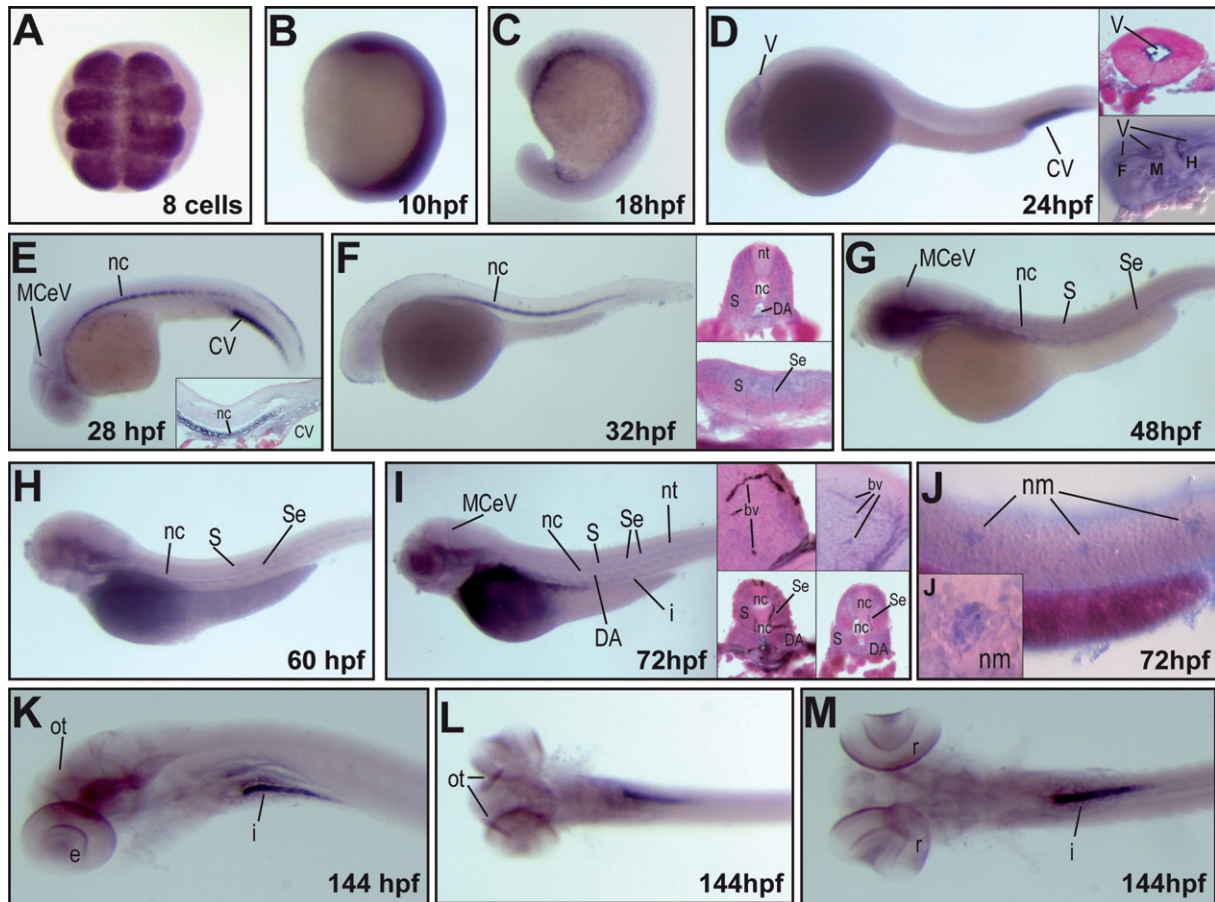 A
8 cells
B
10hpf
C
18hpf
D
V
CV
24hpf
V
V
F
M
H
E
MCeV
nc
CV
28 hpf
nc
CV
F
nc
32hpf
nt
nc
S
DA
S
Se
G
MCeV
nc
S
Se
48hpf
H
nc
S
Se
60 hpf
I
MCeV
nc
S
Se
nt
DA
i
72hpf
bv
bv
Se
nc
S
DA
nc
Se
nc
S
DA
J
nm
J'
nm
72hpf
K
ot
e
i
144 hpf
L
ot
144hpf
M
r
r
i
144hpf